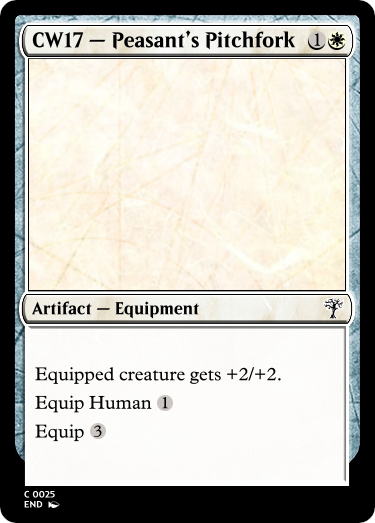 CW17 — Peasant's Pitchfork 1
Artifact — Equipment
Equipped creature gets +2/+2.
Equip Human 1
Equip 3
C 0025
END